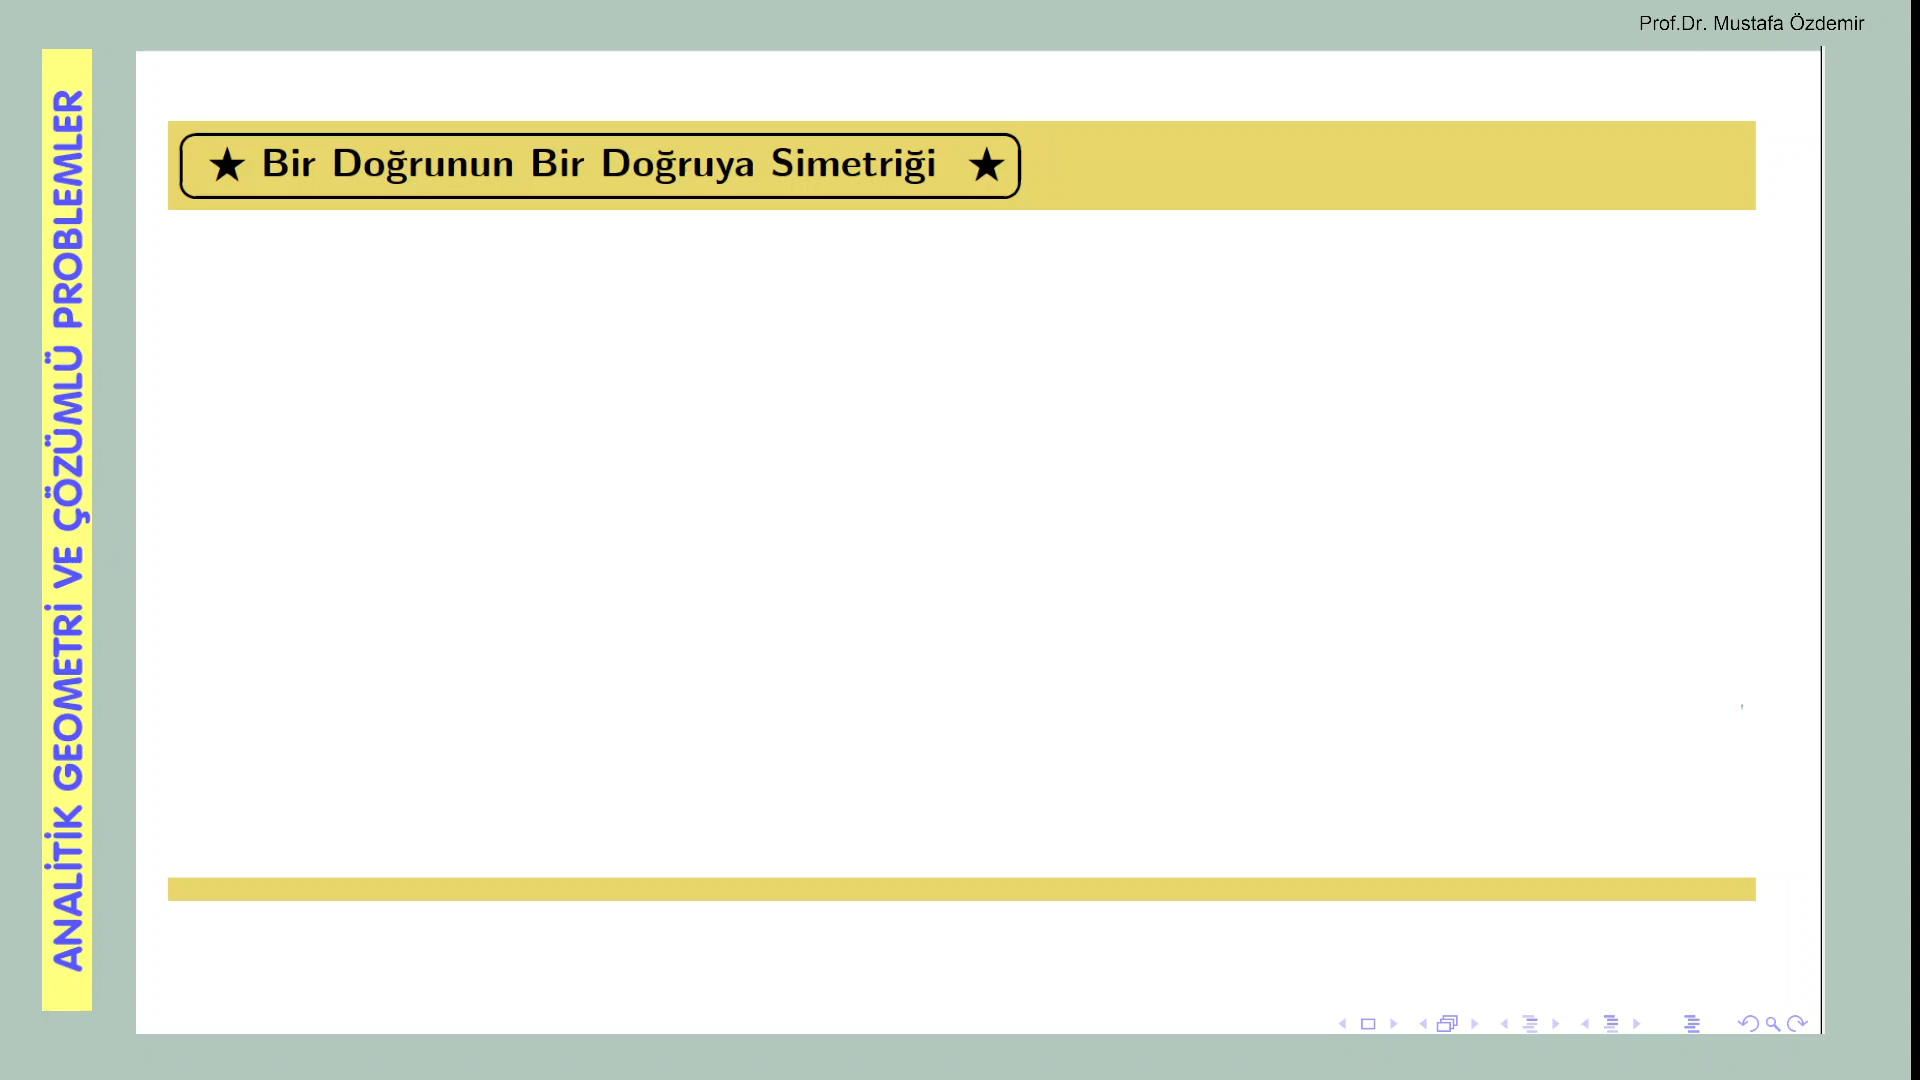 Prof.Dr. Mustafa Özdemir
ANALİTİK GEOMETRİ VE ÇÖZÜMLÜ PROBLEMLER
★ Bir Doğrunun Bir Doğruya Simetriği ★